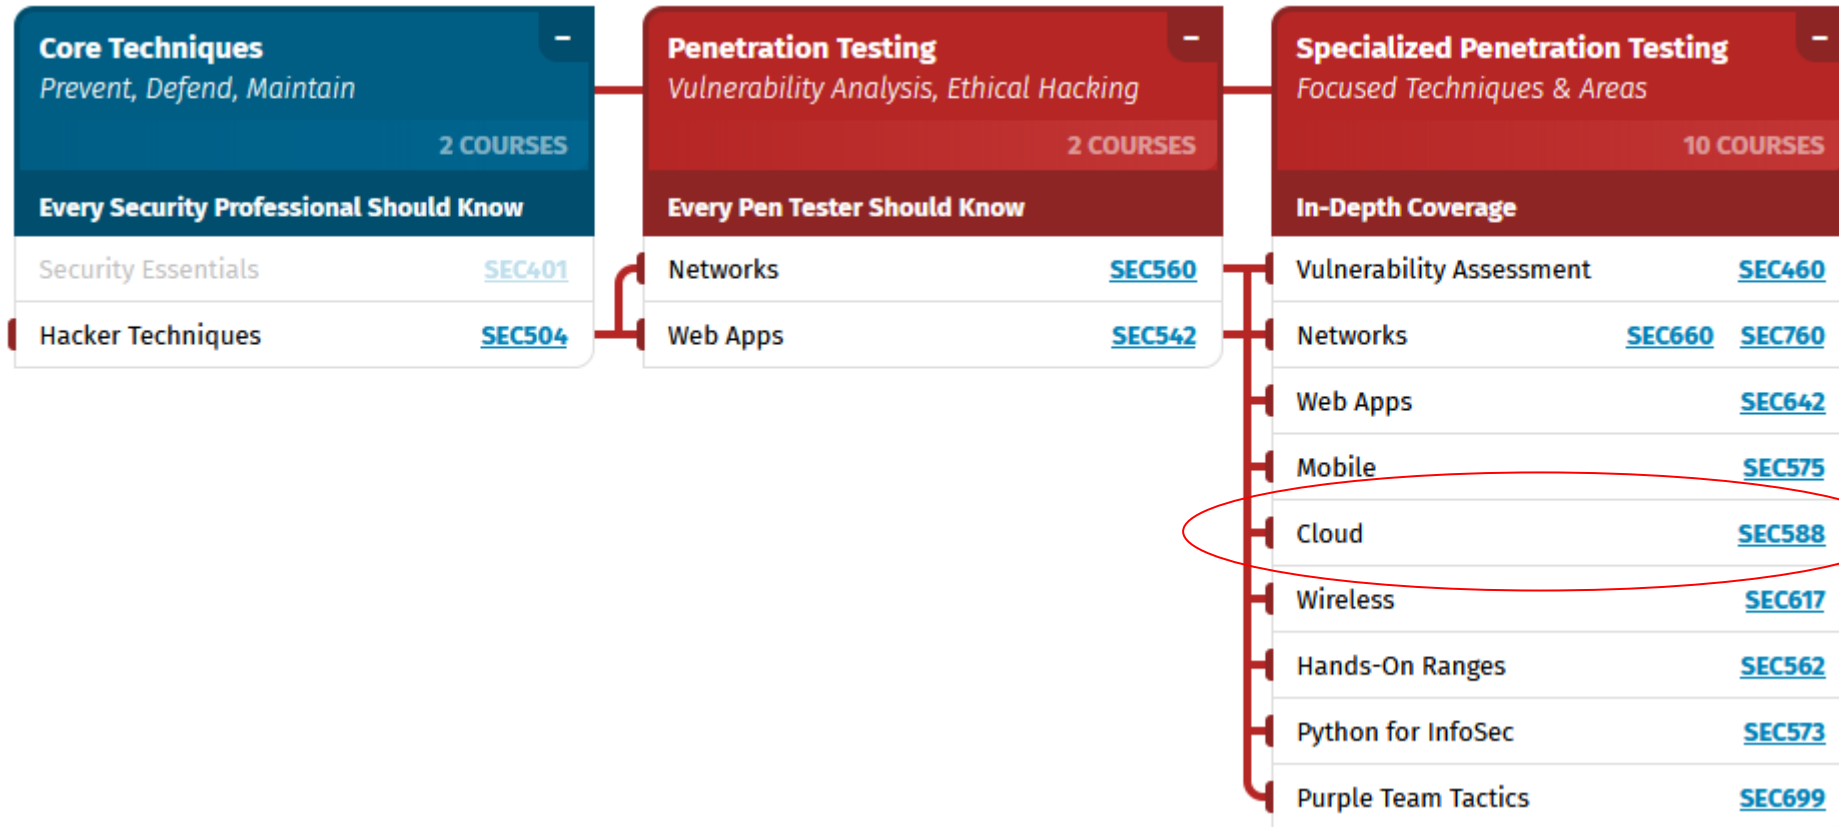 Core Techniques
–
Prevent, Defend, Maintain
2 COURSES
Every Security Professional Should Know
Security Essentials SEC401
Hacker Techniques SEC504
Penetration Testing
–
Vulnerability Analysis, Ethical Hacking
2 COURSES
Every Pen Tester Should Know
Networks SEC560
Web Apps SEC542
Specialized Penetration Testing
–
Focused Techniques & Areas
10 COURSES
In-Depth Coverage
Vulnerability Assessment SEC460
Networks SEC660 SEC760
Web Apps SEC642
Mobile SEC575
Cloud SEC588
Wireless SEC617
Hands-On Ranges SEC562
Python for InfoSec SEC573
Purple Team Tactics SEC699